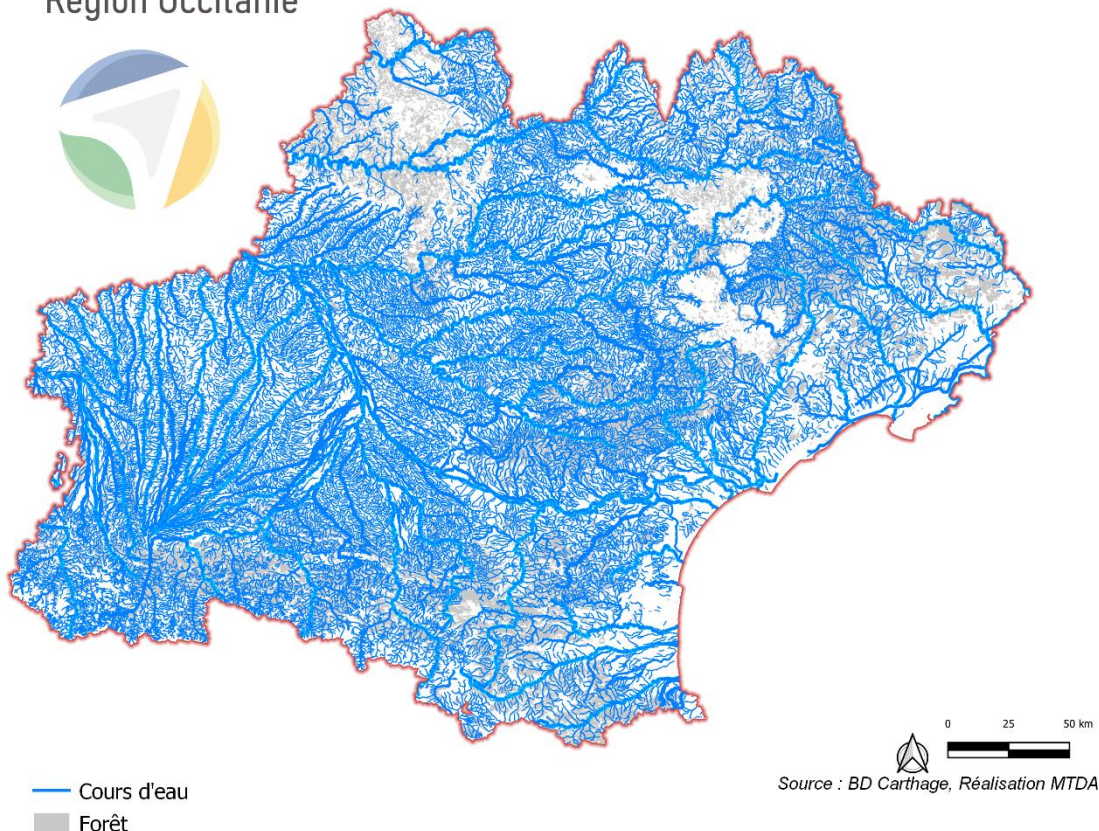 Région Occitanie
0 25 50 km
Source : BD Carthage, Réalisation MTDA
Cours d'eau
Forêt